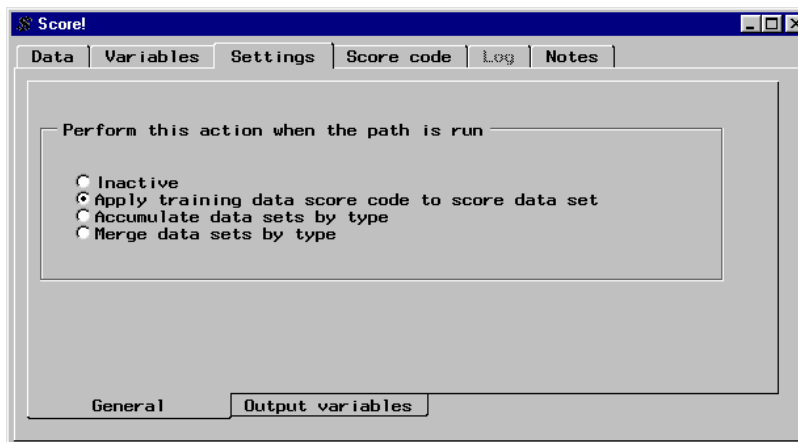 Score!
Data Variables Settings Score code Log Notes
Perform this action when the path is run
Inactive
Apply training data score code to score data set
Accumulate data sets by type
Merge data sets by type
General Output variables